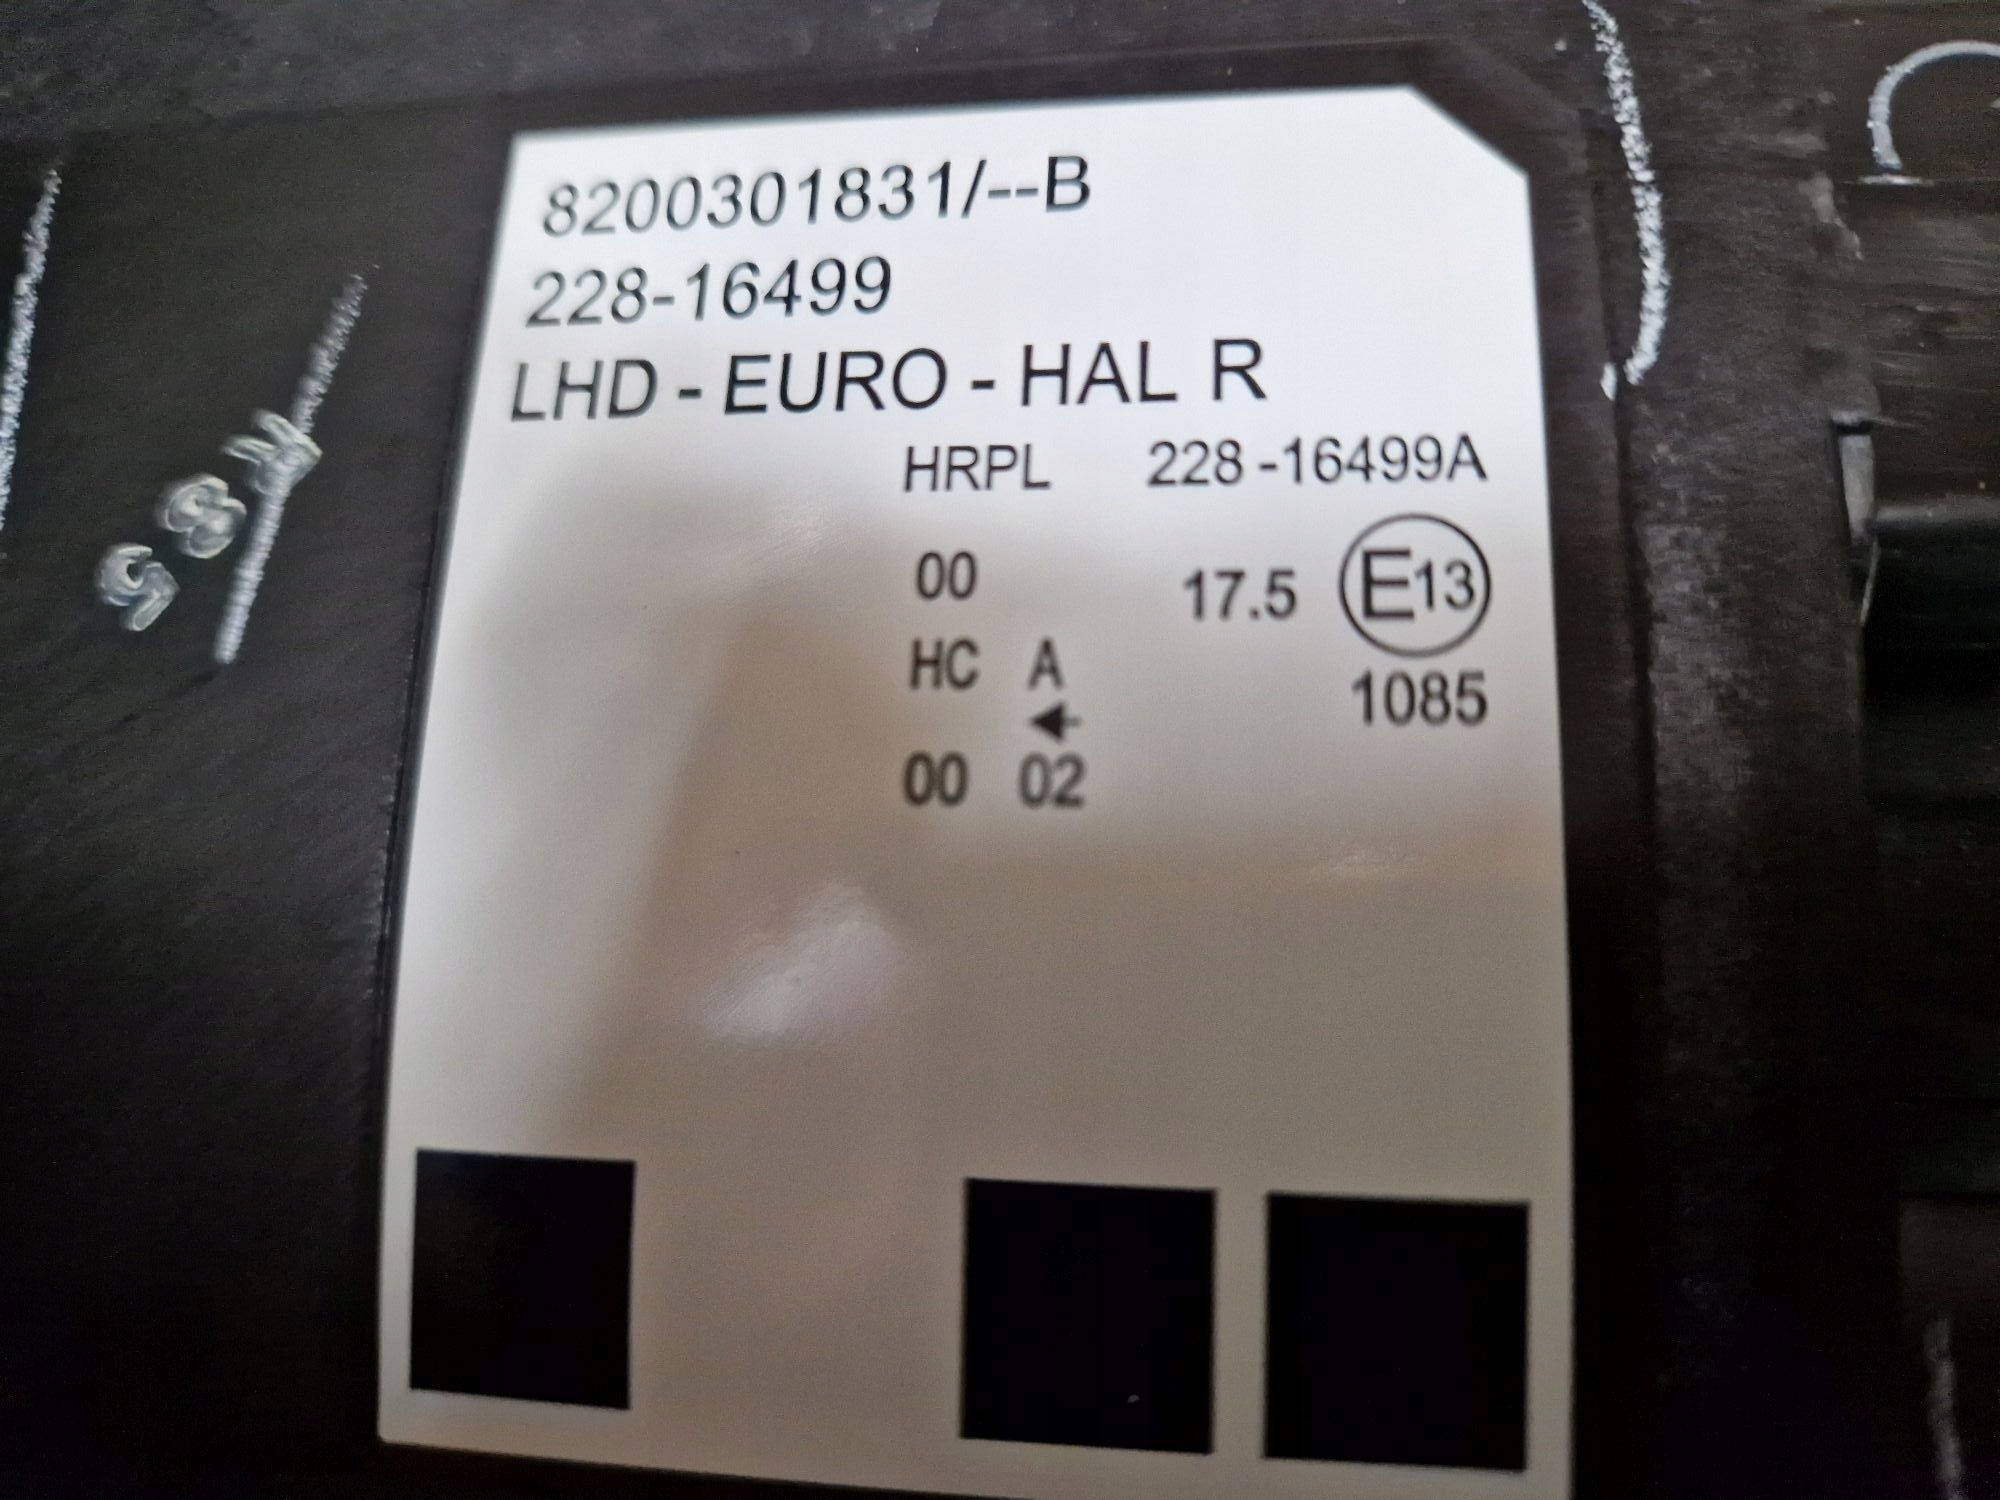 8200301831/--B
228-16499
LHD - EURO - HAL R
HRPL 228-16499A
00 17.5 E13
HC A 1085
00 02